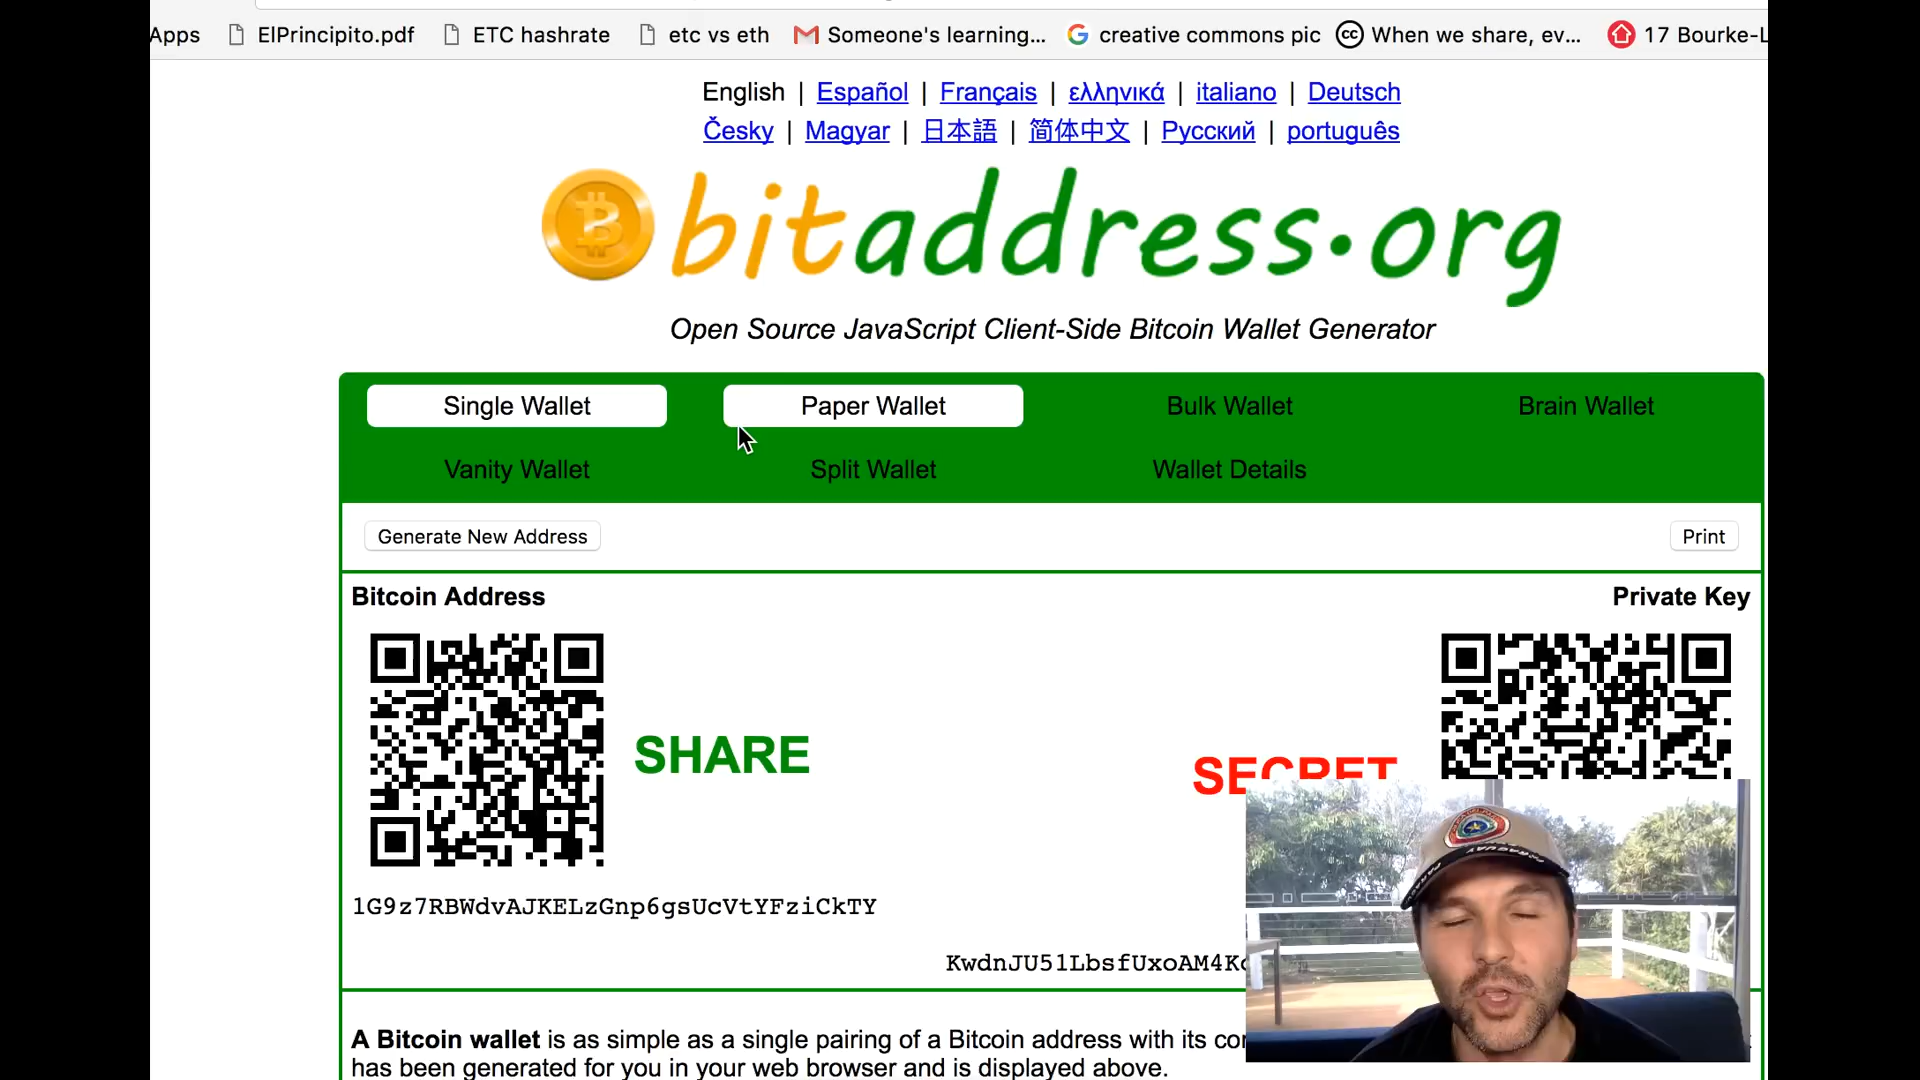 Apps ElPrincipito.pdf ETC hashrate etc vs eth Someone's learning... creative commons pic When we share, ev... 17 Bourke-L
English | Español | Français | ελληνικά | italiano | Deutsch
Česky | Magyar | 日本語 | 简体中文 | Русский | português
bitaddress.org
Open Source JavaScript Client-Side Bitcoin Wallet Generator
Single Wallet Paper Wallet Bulk Wallet Brain Wallet
Vanity Wallet Split Wallet Wallet Details
Generate New Address Print
Bitcoin Address Private Key
SHARE SECRET
1G9z7RBWdvAJKELzGnp6gsUcVtYFziCkTY
KwdnJU51LbsfUxoAM4K
A Bitcoin wallet is as simple as a single pairing of a Bitcoin address with its
has been generated for you in your web browser and is displayed above.